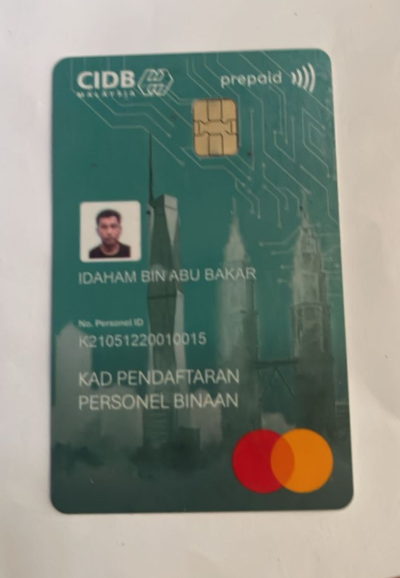 CIDB
MALAYSIA
prepaid
IDAHAM BIN ABU BAKAR
No. Personel ID
K21051220010015
KAD PENDAFTARAN
PERSONEL BINAAN